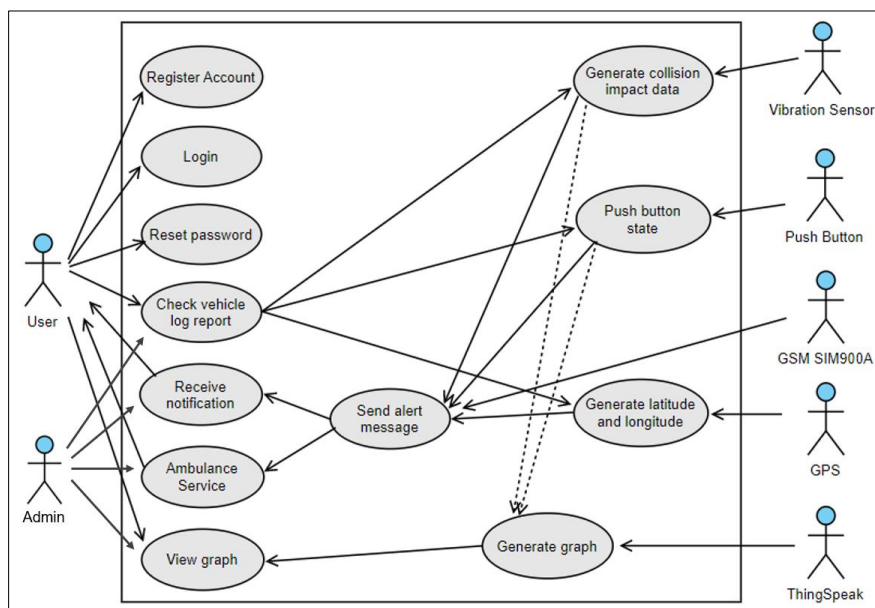 Register Account
Login
Reset password
Check vehicle
log report
Receive
notification
Ambulance
Service
View graph
User
Admin
Send alert
message
Generate collision
impact data
Push button
state
Generate latitude
and longitude
Generate graph
Vibration Sensor
Push Button
GSM SIM900A
GPS
ThingSpeak